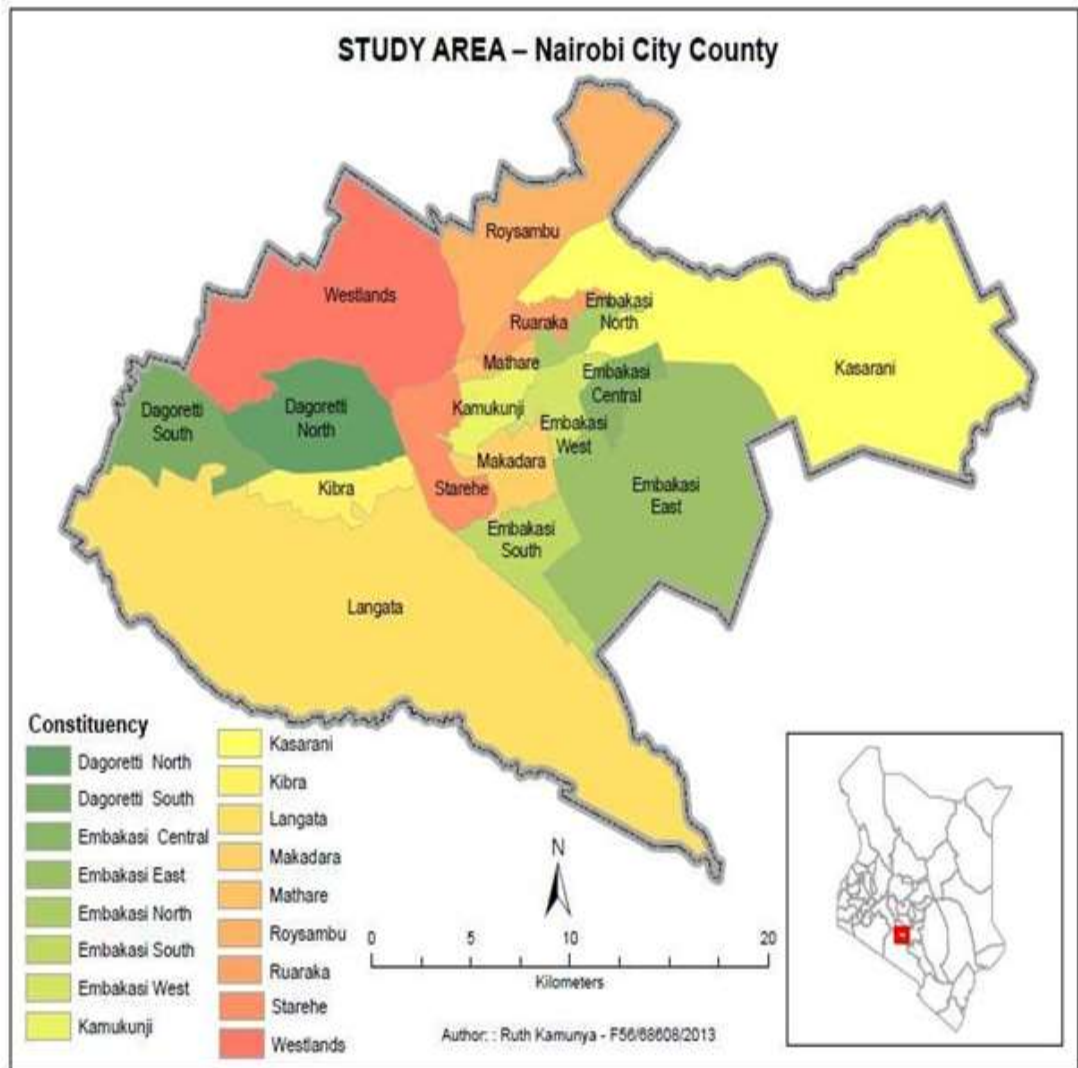 STUDY AREA – Nairobi City County
Roysambu
Westlands
Ruaraka
Embakasi
North
Mathare
Kasarani
Embakasi
Central
Dagoretti
South
Dagoretti
North
Kamukunji
Embakasi
West
Makadara
Kibra
Starehe
Embakasi
East
Embakasi
South
Langata
Constituency
Dagoretti North
Dagoretti South
Embakasi Central
Embakasi East
Embakasi North
Embakasi South
Embakasi West
Kamukunji
Kasarani
Kibra
Langata
Makadara
Mathare
Roysambu
Ruaraka
Starehe
Westlands
N
0 5 10 20
Kilometers
Author: : Ruth Kamunya - F56/68608/2013